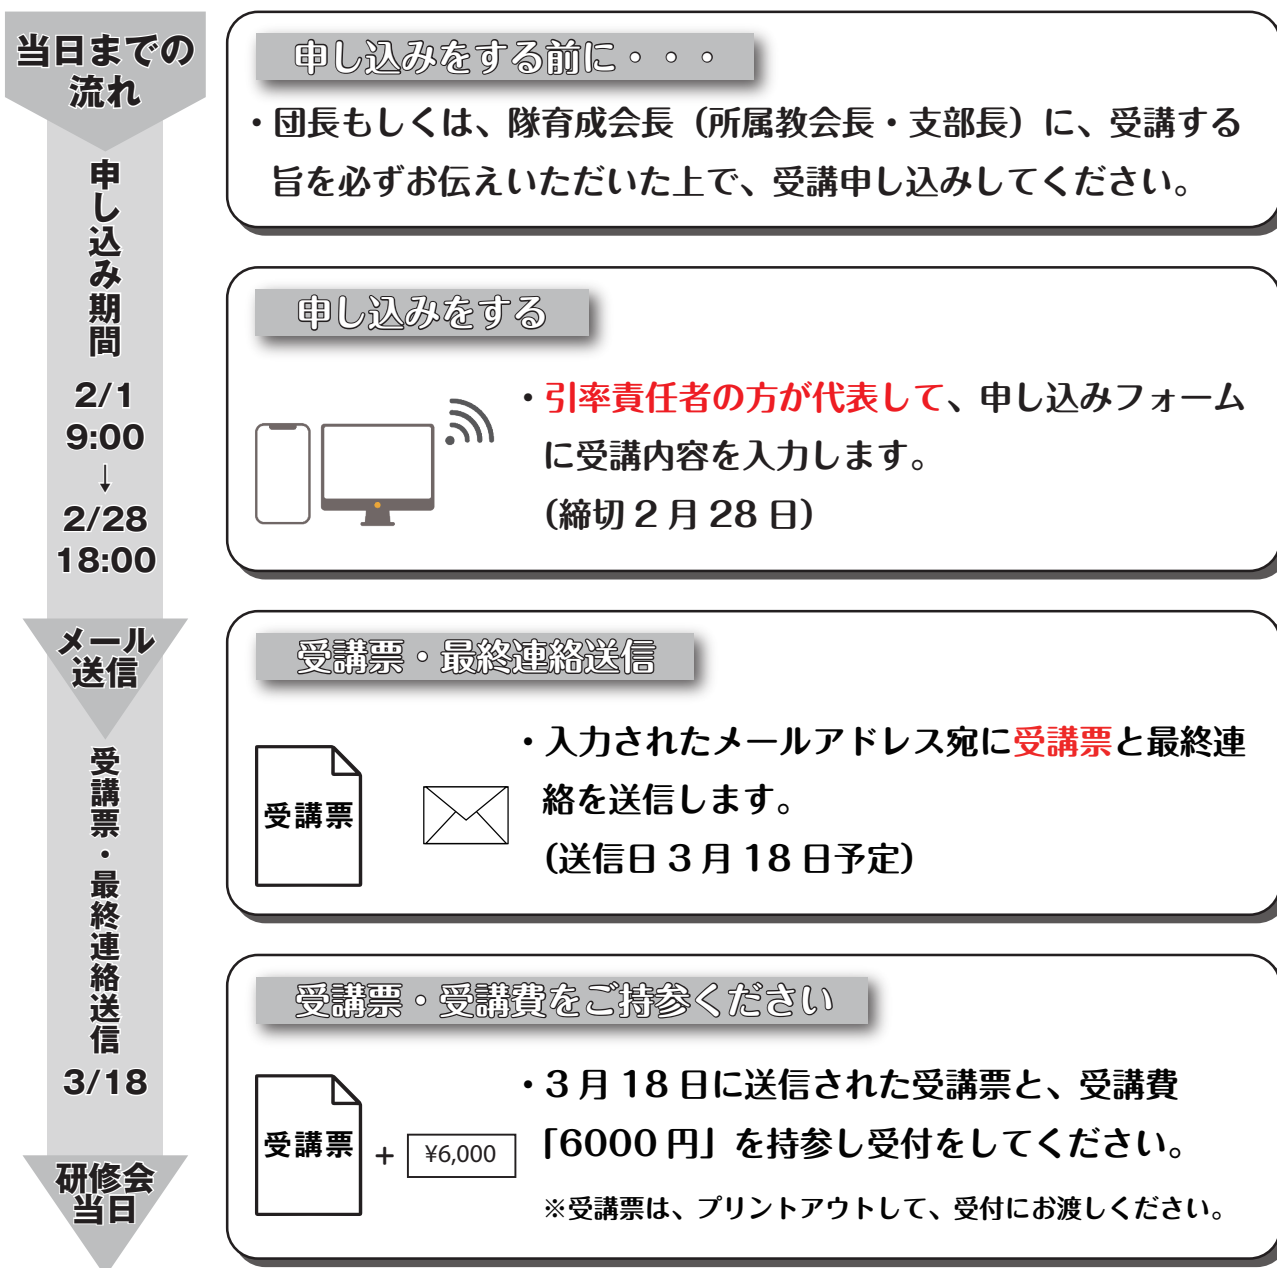 当日までの
流れ
申し込み期間
2/1
9:00
↓
2/28
18:00
メール
送信
受講票・最終連絡送信
3/18
研修会
当日
申し込みをする前に・・・
・団長もしくは、隊育成会長（所属教会長・支部長）に、受講する
旨を必ずお伝えいただいた上で、受講申し込みしてください。
申し込みをする
・引率責任者の方が代表して、申し込みフォーム
に受講内容を入力します。
（締切 2 月 28 日）
受講票・最終連絡送信
受講票
・入力されたメールアドレス宛に受講票と最終連
絡を送信します。
（送信日 3 月 18 日予定）
受講票・受講費をご持参ください
受講票
+
¥6,000
・3 月 18 日に送信された受講票と、受講費
「6000 円」を持参し受付をしてください。
※受講票は、プリントアウトして、受付にお渡しください。